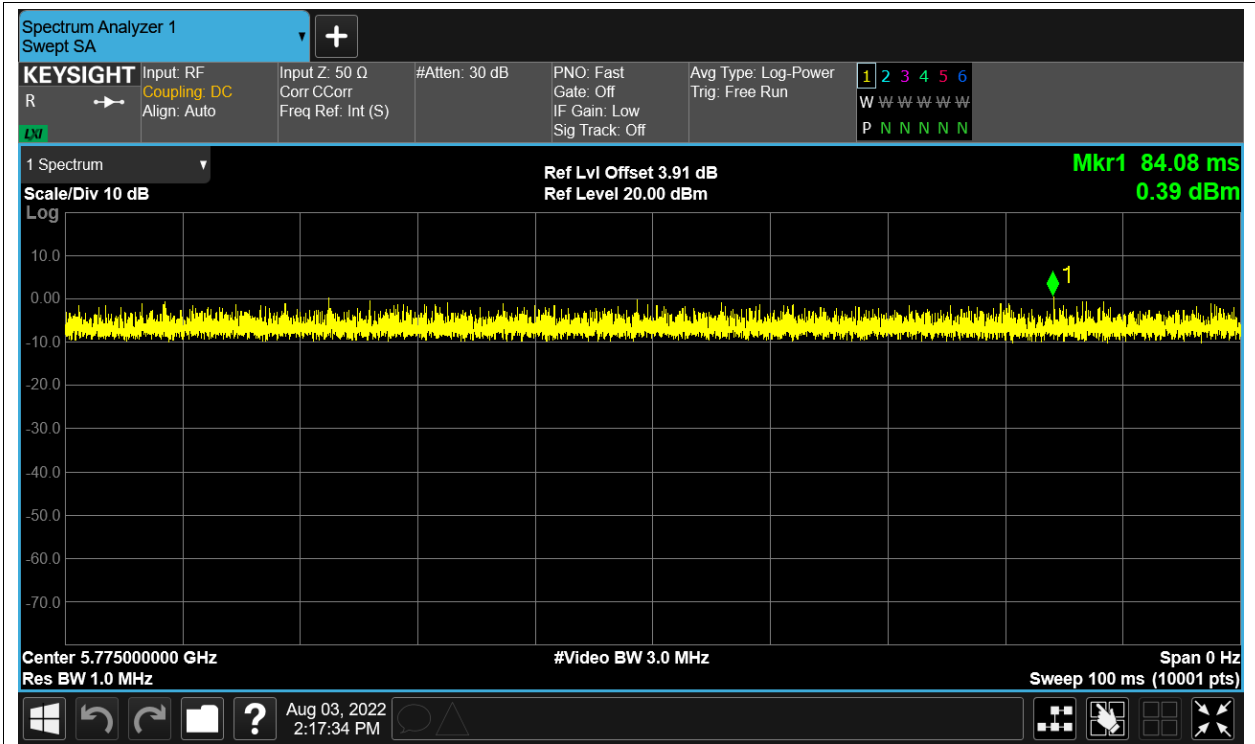 Spectrum Analyzer 1
Swept SA
KEYSIGHT
R
LXI
Input: RF
Coupling: DC
Align: Auto
Input Z: 50 Ω
Corr CCorr
Freq Ref: Int (S)
#Atten: 30 dB
PNO: Fast
Gate: Off
IF Gain: Low
Sig Track: Off
Avg Type: Log-Power
Trig: Free Run
1 2 3 4 5 6
W W W W W W
P N N N N N
1 Spectrum
Scale/Div 10 dB
Ref Lvl Offset 3.91 dB
Ref Level 20.00 dBm
Mkr1 84.08 ms
0.39 dBm
Log
10.0
0.00
-10.0
-20.0
-30.0
-40.0
-50.0
-60.0
-70.0
1
Center 5.775000000 GHz
Res BW 1.0 MHz
#Video BW 3.0 MHz
Span 0 Hz
Sweep 100 ms (10001 pts)
?
Aug 03, 2022
2:17:34 PM